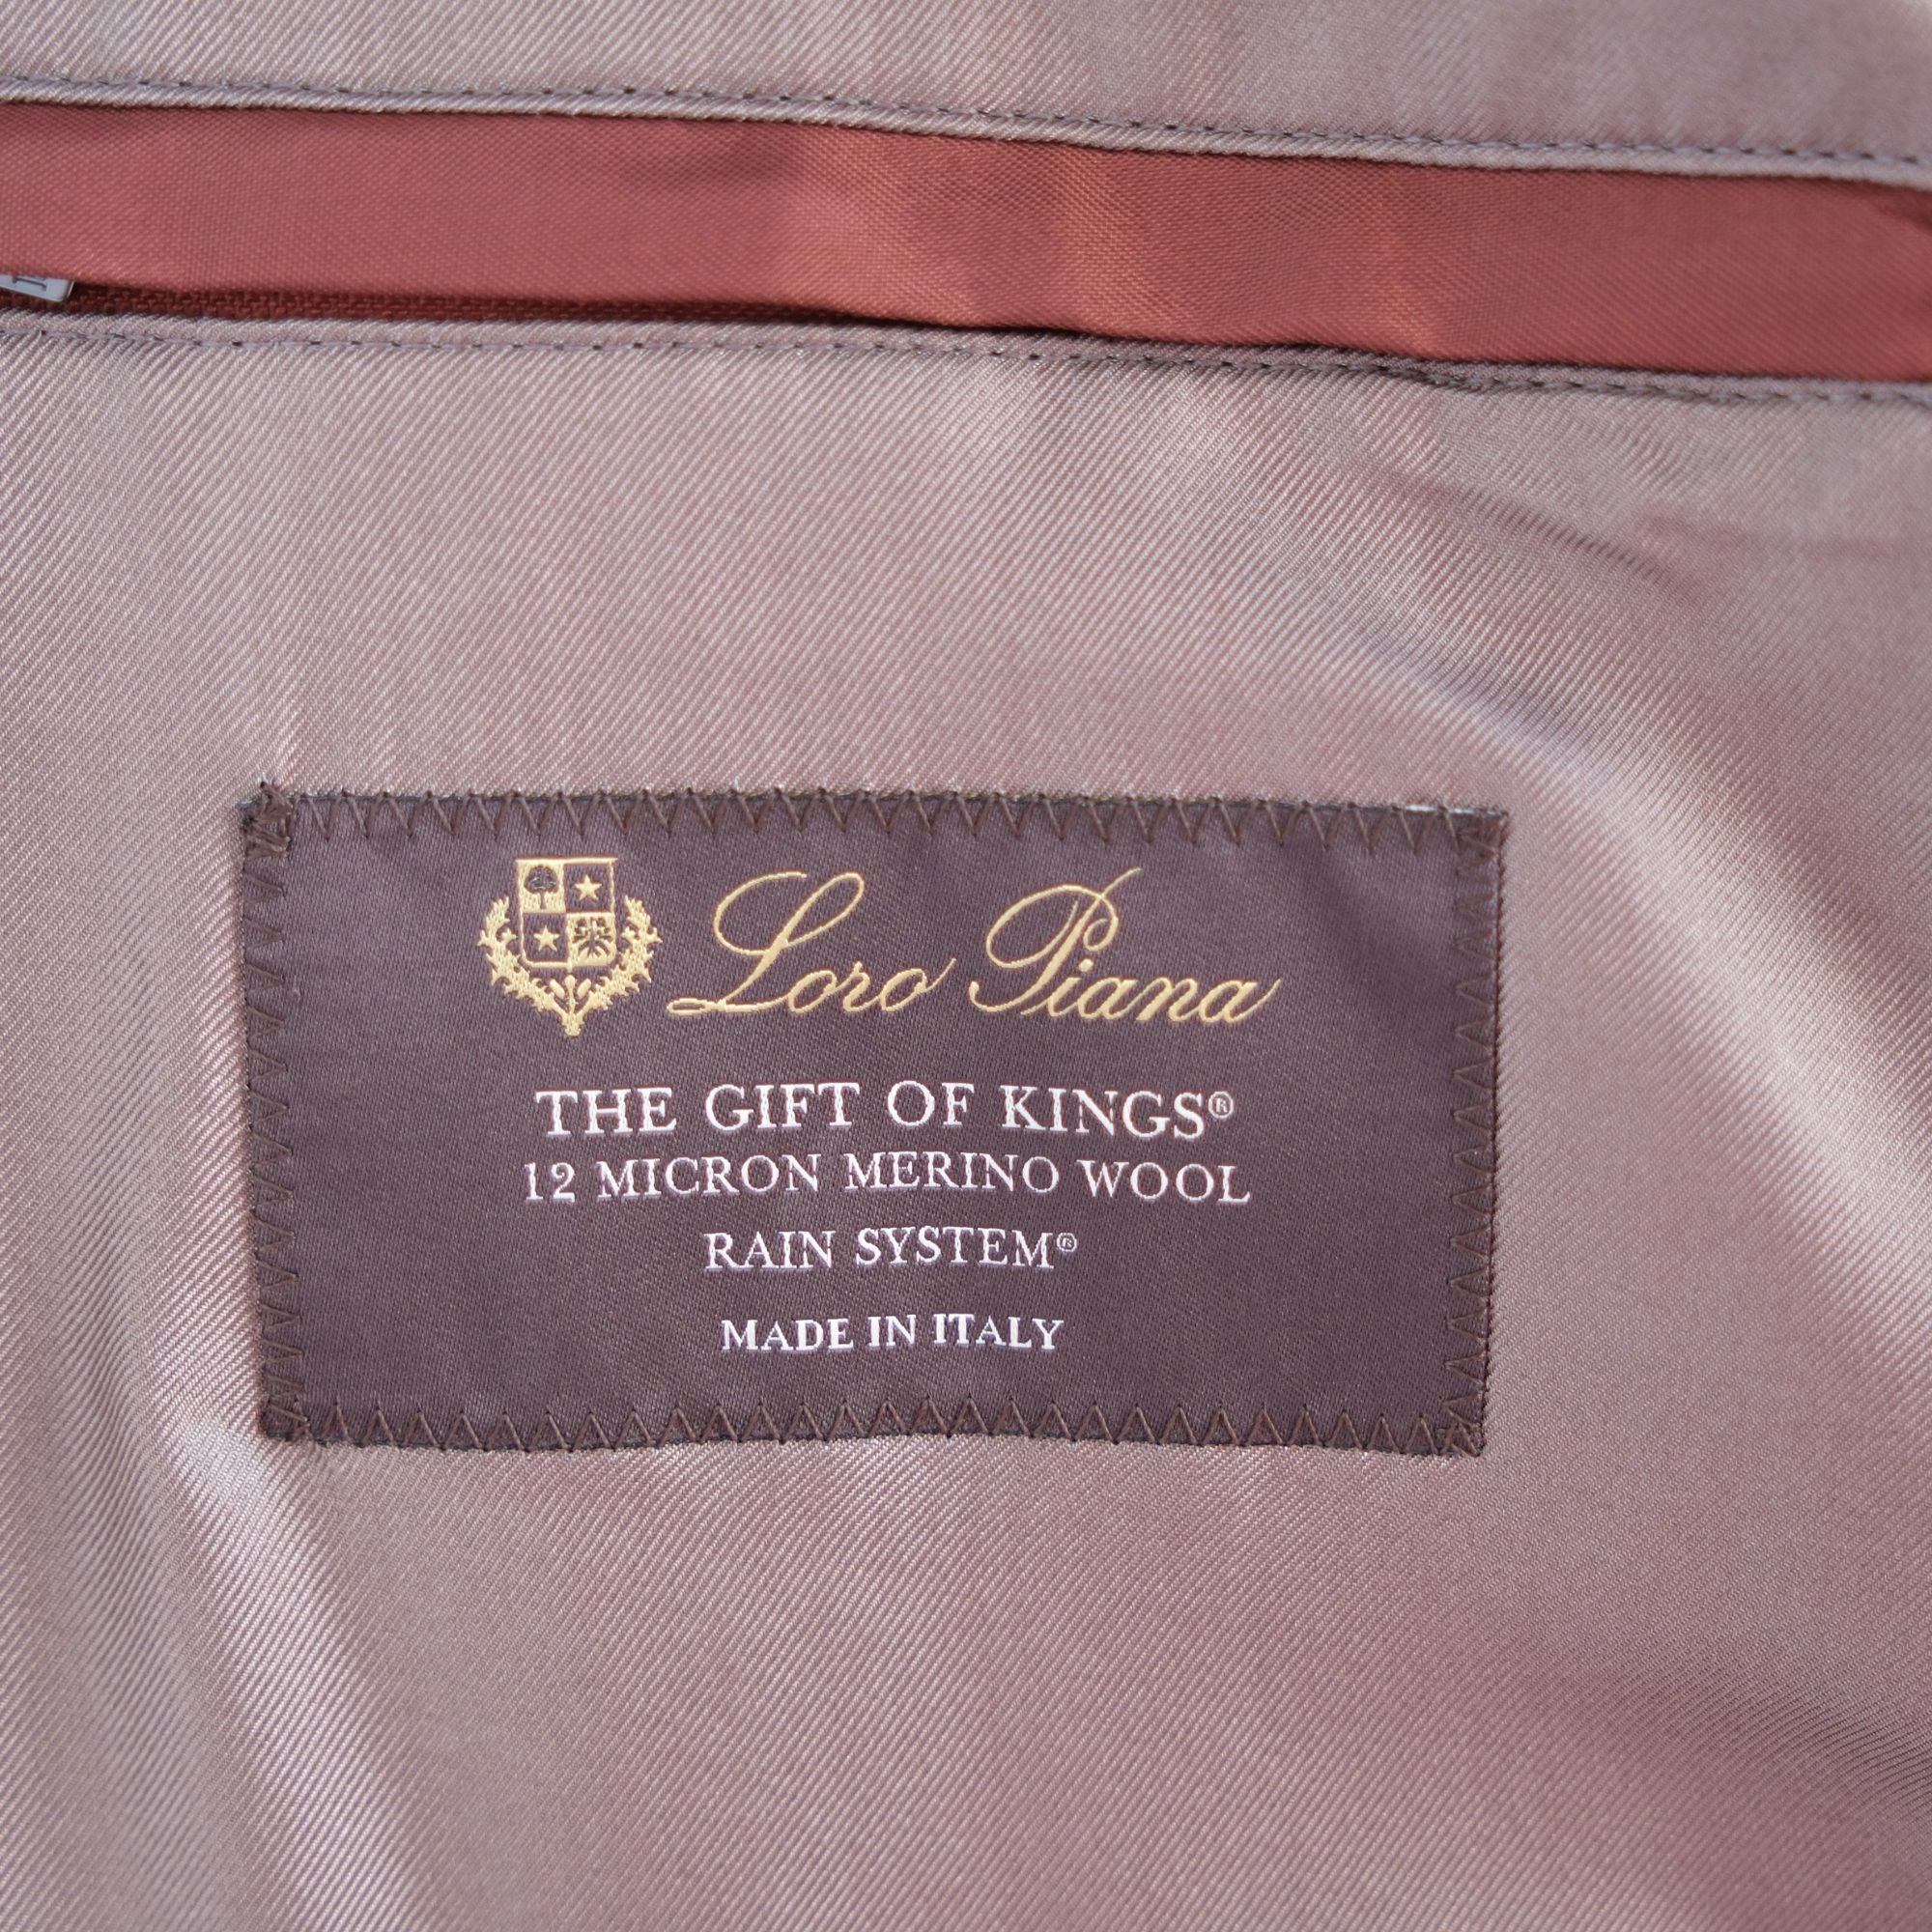 Loro Piana
THE GIFT OF KINGS®
12 MICRON MERINO WOOL
RAIN SYSTEM®
MADE IN ITALY